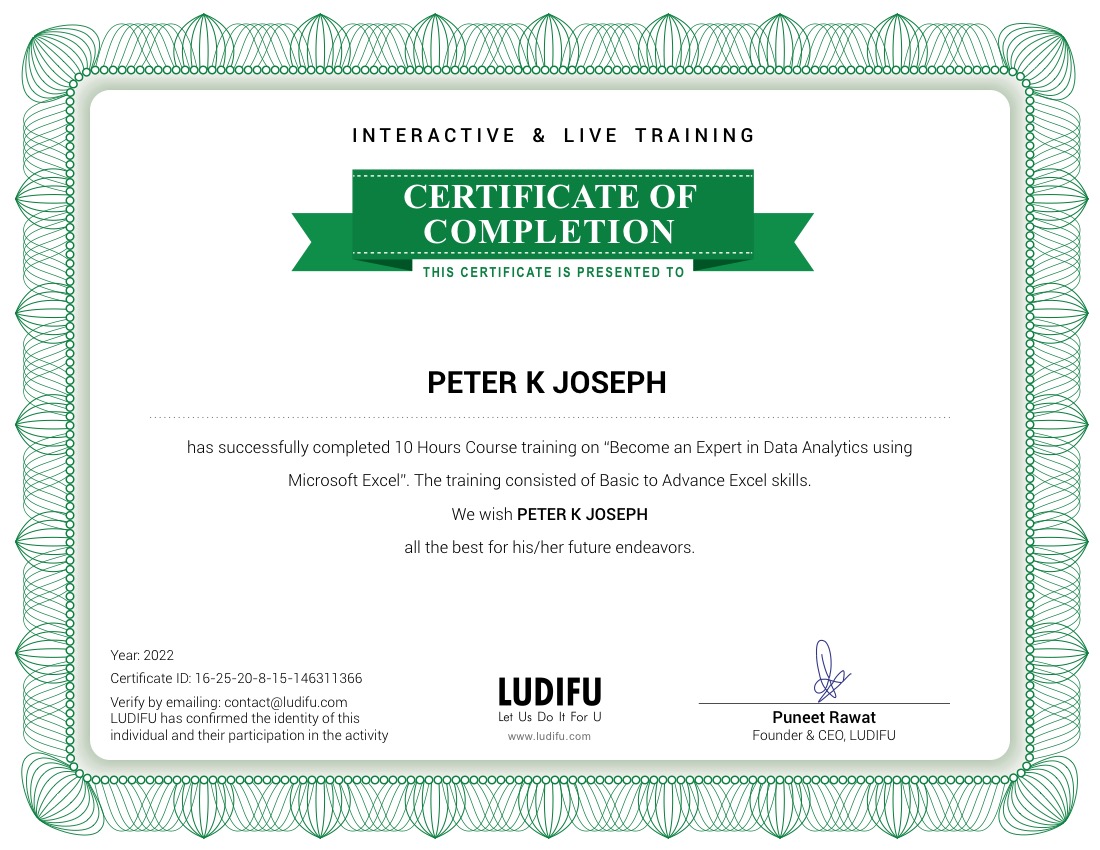 INTERACTIVE & LIVE TRAINING
CERTIFICATE OF
COMPLETION
THIS CERTIFICATE IS PRESENTED TO
PETER K JOSEPH
has successfully completed 10 Hours Course training on “Become an Expert in Data Analytics using
Microsoft Excel”. The training consisted of Basic to Advance Excel skills.
We wish PETER K JOSEPH
all the best for his/her future endeavors.
Year: 2022
Certificate ID: 16-25-20-8-15-146311366
Verify by emailing: contact@ludifu.com
LUDIFU has confirmed the identity of this
individual and their participation in the activity
LUDIFU
Let Us Do It For U
www.ludifu.com
Puneet Rawat
Founder & CEO, LUDIFU